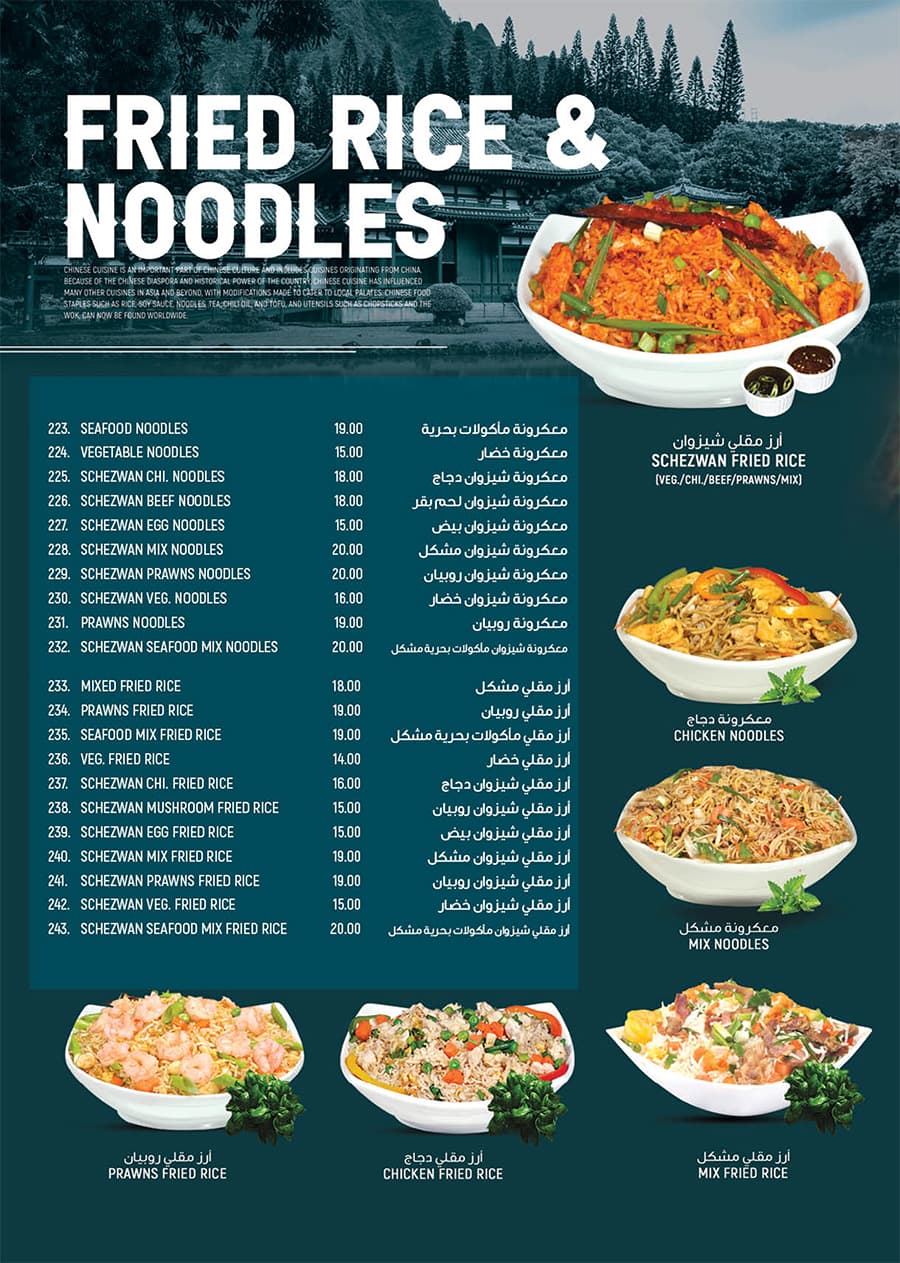 FRIED RICE &
NOODLES
CHINESE CUISINE IS AN IMPORTANT PART OF CHINESE CULTURE AND INCLUDES CUISINES ORIGINATING FROM CHINA,
BECAUSE OF THE CHINESE DIASPORA AND HISTORICAL POWER OF THE COUNTRY, CHINESE CUISINE HAS INFLUENCED
MANY OTHER CUISINES IN ASIA AND BEYOND, WITH MODIFICATIONS MADE TO CATER TO LOCAL PALATES. CHINESE FOOD
STAPLES SUCH AS RICE, SOY SAUCE, NOODLES, TEA, CHILI OIL, AND TOFU, AND UTENSILS SUCH AS CHOPSTICKS AND THE
WOK, CAN NOW BE FOUND WORLDWIDE.
223. SEAFOOD NOODLES 19.00 معكرونة مأكولات بحرية
224. VEGETABLE NOODLES 15.00 معكرونة خضار
225. SCHEZWAN CHI. NOODLES 18.00 معكرونة شيزوان دجاج
226. SCHEZWAN BEEF NOODLES 18.00 معكرونة شيزوان لحم بقر
227. SCHEZWAN EGG NOODLES 15.00 معكرونة شيزوان بيض
228. SCHEZWAN MIX NOODLES 20.00 معكرونة شيزوان مشكل
229. SCHEZWAN PRAWNS NOODLES 20.00 معكرونة شيزوان روبيان
230. SCHEZWAN VEG. NOODLES 16.00 معكرونة شيزوان خضار
231. PRAWNS NOODLES 19.00 معكرونة روبيان
232. SCHEZWAN SEAFOOD MIX NOODLES 20.00 معكرونة شيزوان مأكولات بحرية مشكل
233. MIXED FRIED RICE 18.00 أرز مقلي مشكل
234. PRAWNS FRIED RICE 19.00 أرز مقلي روبيان
235. SEAFOOD MIX FRIED RICE 19.00 أرز مقلي مأكولات بحرية مشكل
236. VEG. FRIED RICE 14.00 أرز مقلي خضار
237. SCHEZWAN CHI. FRIED RICE 16.00 أرز مقلي شيزوان دجاج
238. SCHEZWAN MUSHROOM FRIED RICE 15.00 أرز مقلي شيزوان روبيان
239. SCHEZWAN EGG FRIED RICE 15.00 أرز مقلي شيزوان بيض
240. SCHEZWAN MIX FRIED RICE 19.00 أرز مقلي شيزوان مشكل
241. SCHEZWAN PRAWNS FRIED RICE 19.00 أرز مقلي شيزوان روبيان
242. SCHEZWAN VEG. FRIED RICE 15.00 أرز مقلي شيزوان خضار
243. SCHEZWAN SEAFOOD MIX FRIED RICE 20.00 أرز مقلي شيزوان مأكولات بحرية مشكل
أرز مقلي شيزوان
SCHEZWAN FRIED RICE
(VEG./CHI./BEEF/PRAWNS/MIX)
معكرونة دجاج
CHICKEN NOODLES
معكرونة مشكل
MIX NOODLES
أرز مقلي روبيان
PRAWNS FRIED RICE
أرز مقلي دجاج
CHICKEN FRIED RICE
أرز مقلي مشكل
MIX FRIED RICE